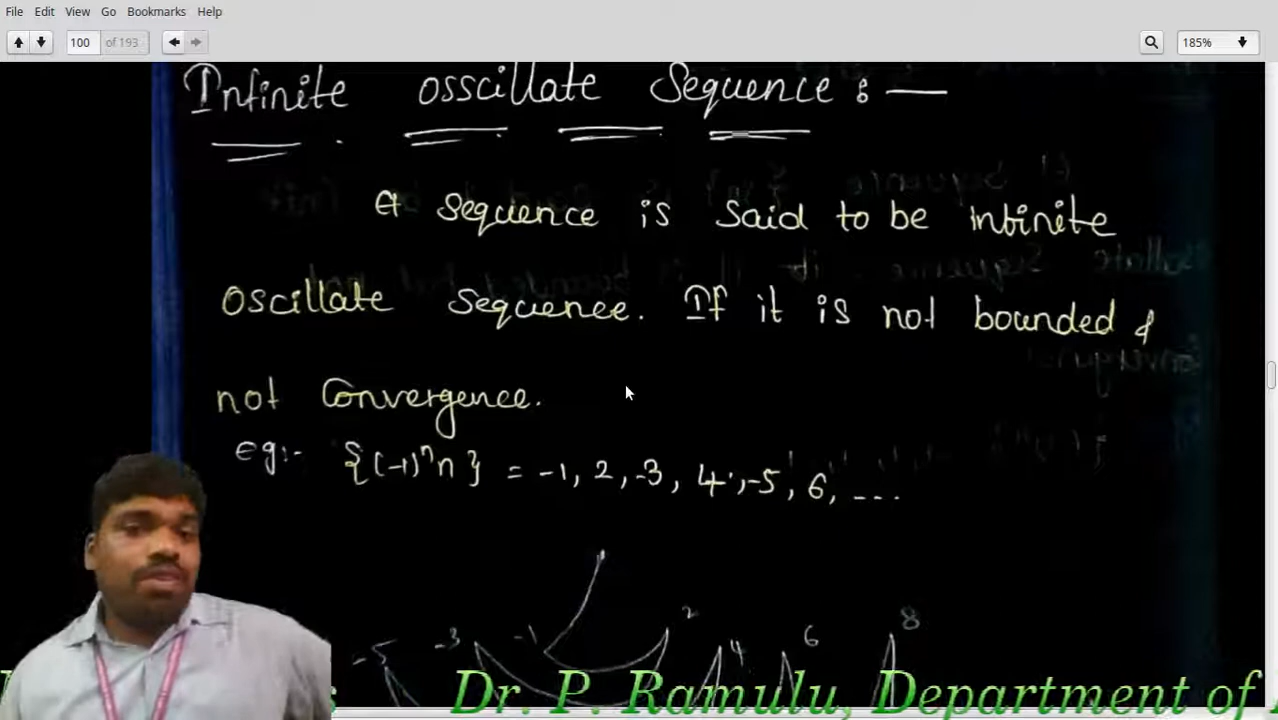 File Edit View Go Bookmarks Help
100 of 193 185%
Infinite osscillate Sequence : —
A sequence is said to be infinite
oscillate sequence. If it is not bounded &
not Convergence.
eg:- {(-1)ⁿn} = -1, 2, -3, 4, -5, 6, ---
-5 -3 -1 2 4 6 8
Dr. P. Ramulu, Department of